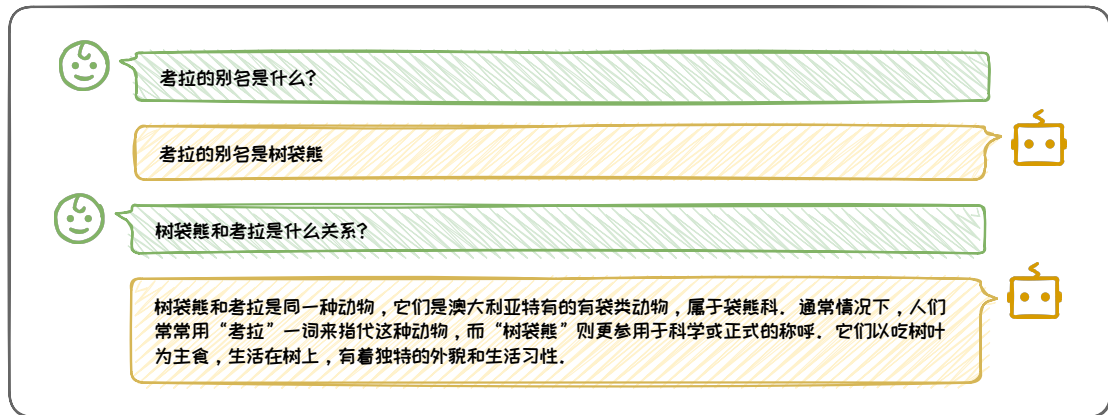 考拉的别名是什么?
考拉的别名是树袋熊
树袋熊和考拉是什么关系?
树袋熊和考拉是同一种动物，它们是澳大利亚特有的有袋类动物，属于袋熊科．通常情况下，人们
常常用“考拉”一词来指代这种动物，而“树袋熊”则更多用于科学或正式的称呼．它们以吃树叶
为主食，生活在树上，有着独特的外貌和生活习性．